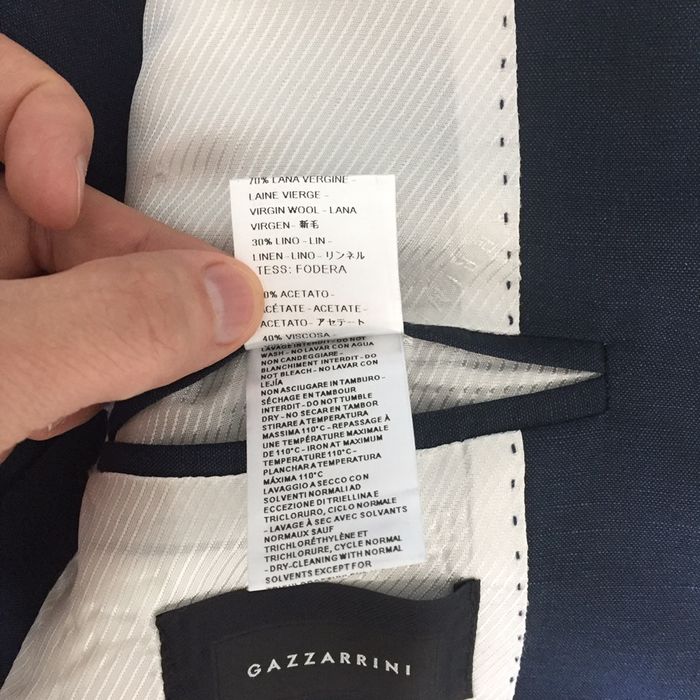 70% LANA VERGINE -
LAINE VIERGE -
VIRGIN WOOL - LANA
VIRGEN - 新毛
30% LINO - LIN -
LINEN - LINO - リンネル
TESS: FODERA
0% ACETATO -
ACÉTATE - ACETATE -
ACETATO - アセテート
40% VISCOSA -
LAVAGE INTERDIT - DO NOT
WASH - NO LAVAR CON AGUA
NON CANDEGGIARE -
BLANCHIMENT INTERDIT - DO
NOT BLEACH - NO LAVAR CON
LEJÍA
NON ASCIUGARE IN TAMBURO -
SÉCHAGE EN TAMBOUR
INTERDIT - DO NOT TUMBLE
DRY - NO SECAR EN TAMBOR
STIRARE A TEMPERATURA
MASSIMA 110°C - REPASSAGE À
UNE TEMPÉRATURE MAXIMALE
DE 110°C - IRON AT MAXIMUM
TEMPERATURE 110°C -
PLANCHAR A TEMPERATURA
MÁXIMA 110°C
LAVAGGIO A SECCO CON
SOLVENTI NORMALI AD
ECCEZIONE DI TRIELLINA E
TRICLORURO, CICLO NORMALE
- LAVAGE À SEC AVEC SOLVANTS
NORMAUX SAUF
TRICHLORÉTHYLÈNE ET
TRICHLORURE, CYCLE NORMAL
- DRY-CLEANING WITH NORMAL
SOLVENTS EXCEPT FOR
GAZZARRINI